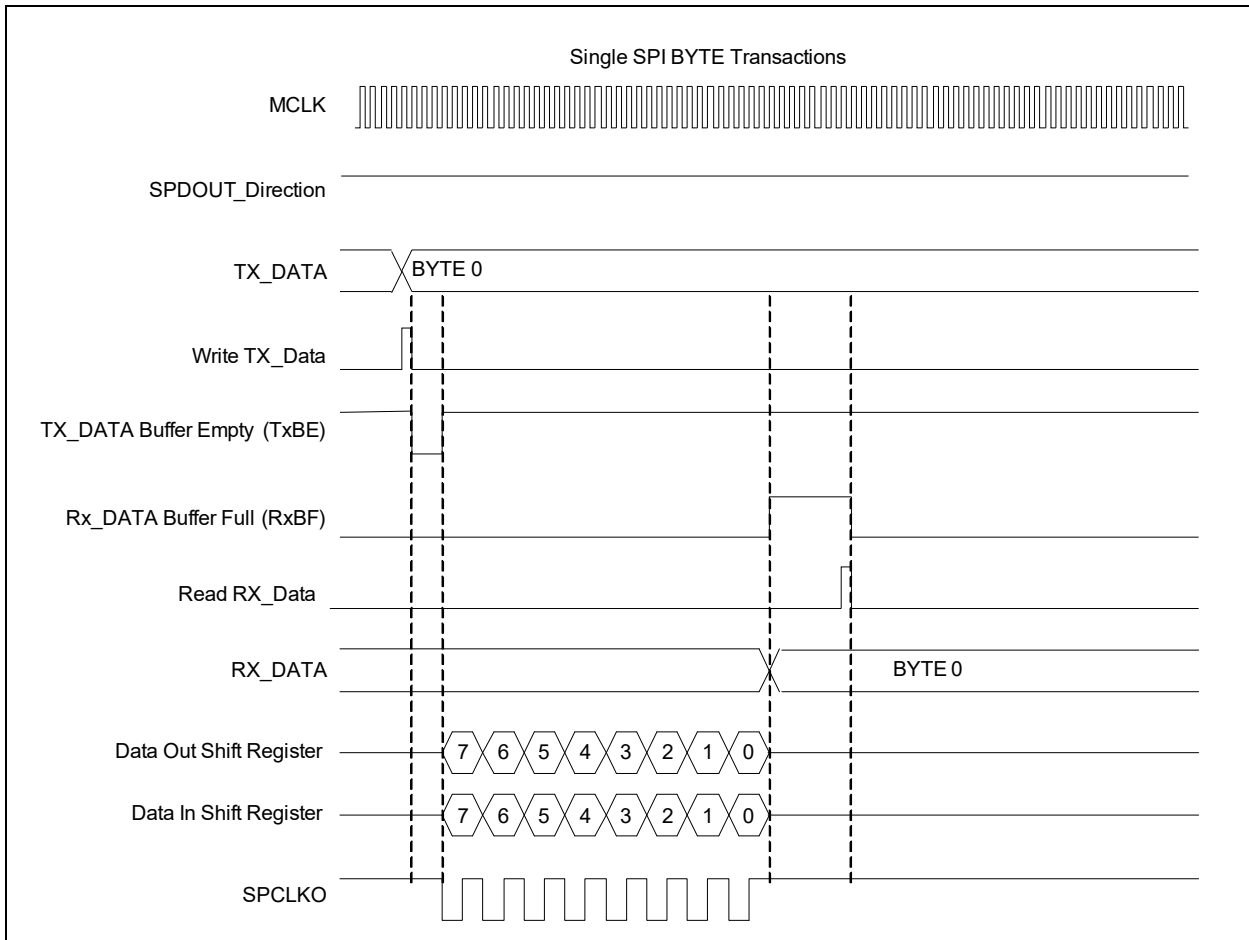 Single SPI BYTE Transactions
MCLK
SPDOUT_Direction
TX_DATA
BYTE 0
Write TX_Data
TX_DATA Buffer Empty (TxBE)
Rx_DATA Buffer Full (RxBF)
Read RX_Data
RX_DATA
BYTE 0
Data Out Shift Register
7 6 5 4 3 2 1 0
Data In Shift Register
7 6 5 4 3 2 1 0
SPCLKO